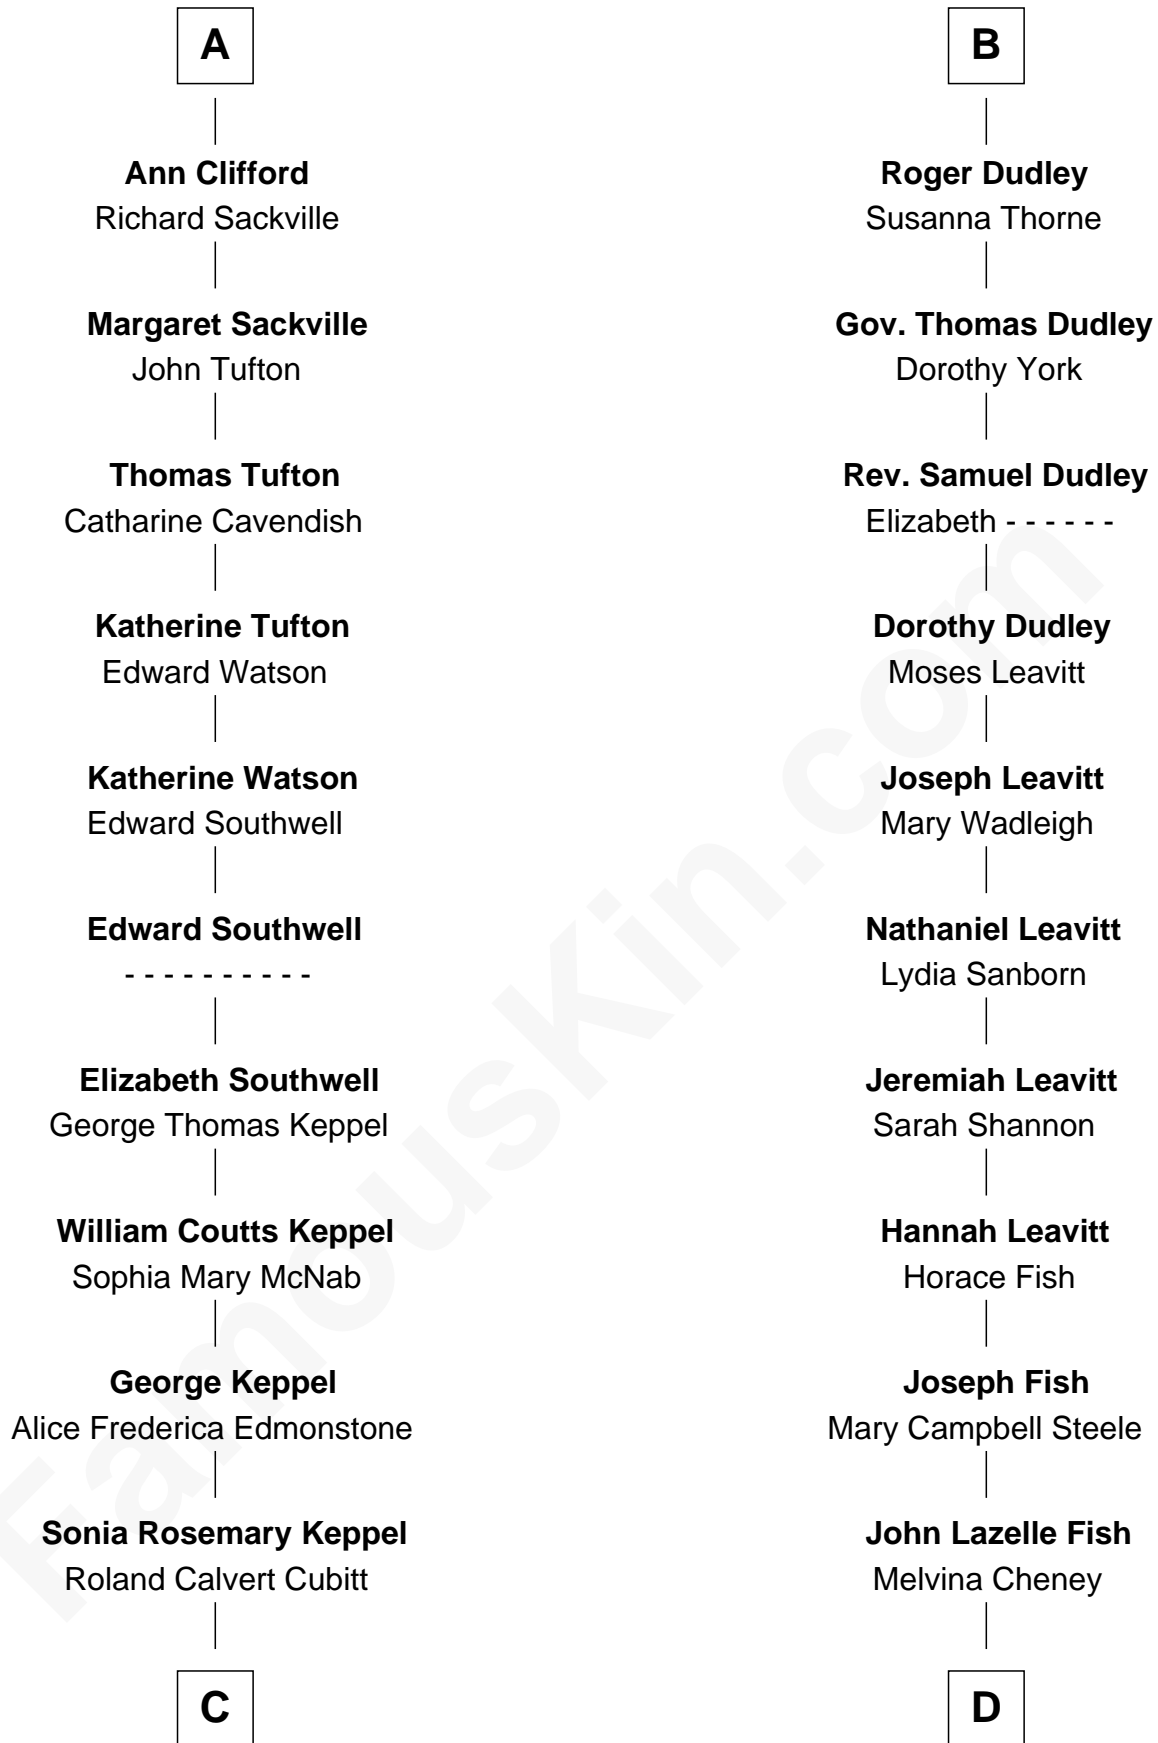 A
Ann Clifford
Richard Sackville
Margaret Sackville
John Tufton
Thomas Tufton
Catharine Cavendish
Katherine Tufton
Edward Watson
Katherine Watson
Edward Southwell
Edward Southwell
- - - - - - - - - -
Elizabeth Southwell
George Thomas Keppel
William Coutts Keppel
Sophia Mary McNab
George Keppel
Alice Frederica Edmonstone
Sonia Rosemary Keppel
Roland Calvert Cubitt
C
B
Roger Dudley
Susanna Thorne
Gov. Thomas Dudley
Dorothy York
Rev. Samuel Dudley
Elizabeth - - - - - -
Dorothy Dudley
Moses Leavitt
Joseph Leavitt
Mary Wadleigh
Nathaniel Leavitt
Lydia Sanborn
Jeremiah Leavitt
Sarah Shannon
Hannah Leavitt
Horace Fish
Joseph Fish
Mary Campbell Steele
John Lazelle Fish
Melvina Cheney
D
FamousKin.com